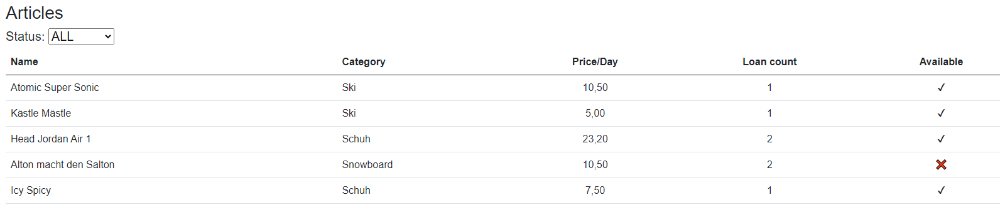 Articles
Status: ALL
Name Category Price/Day Loan count Available
Atomic Super Sonic Ski 10,50 1 ✓
Kästle Mästle Ski 5,00 1 ✓
Head Jordan Air 1 Schuh 23,20 2 ✓
Alton macht den Salton Snowboard 10,50 2 ❌
Icy Spicy Schuh 7,50 1 ✓